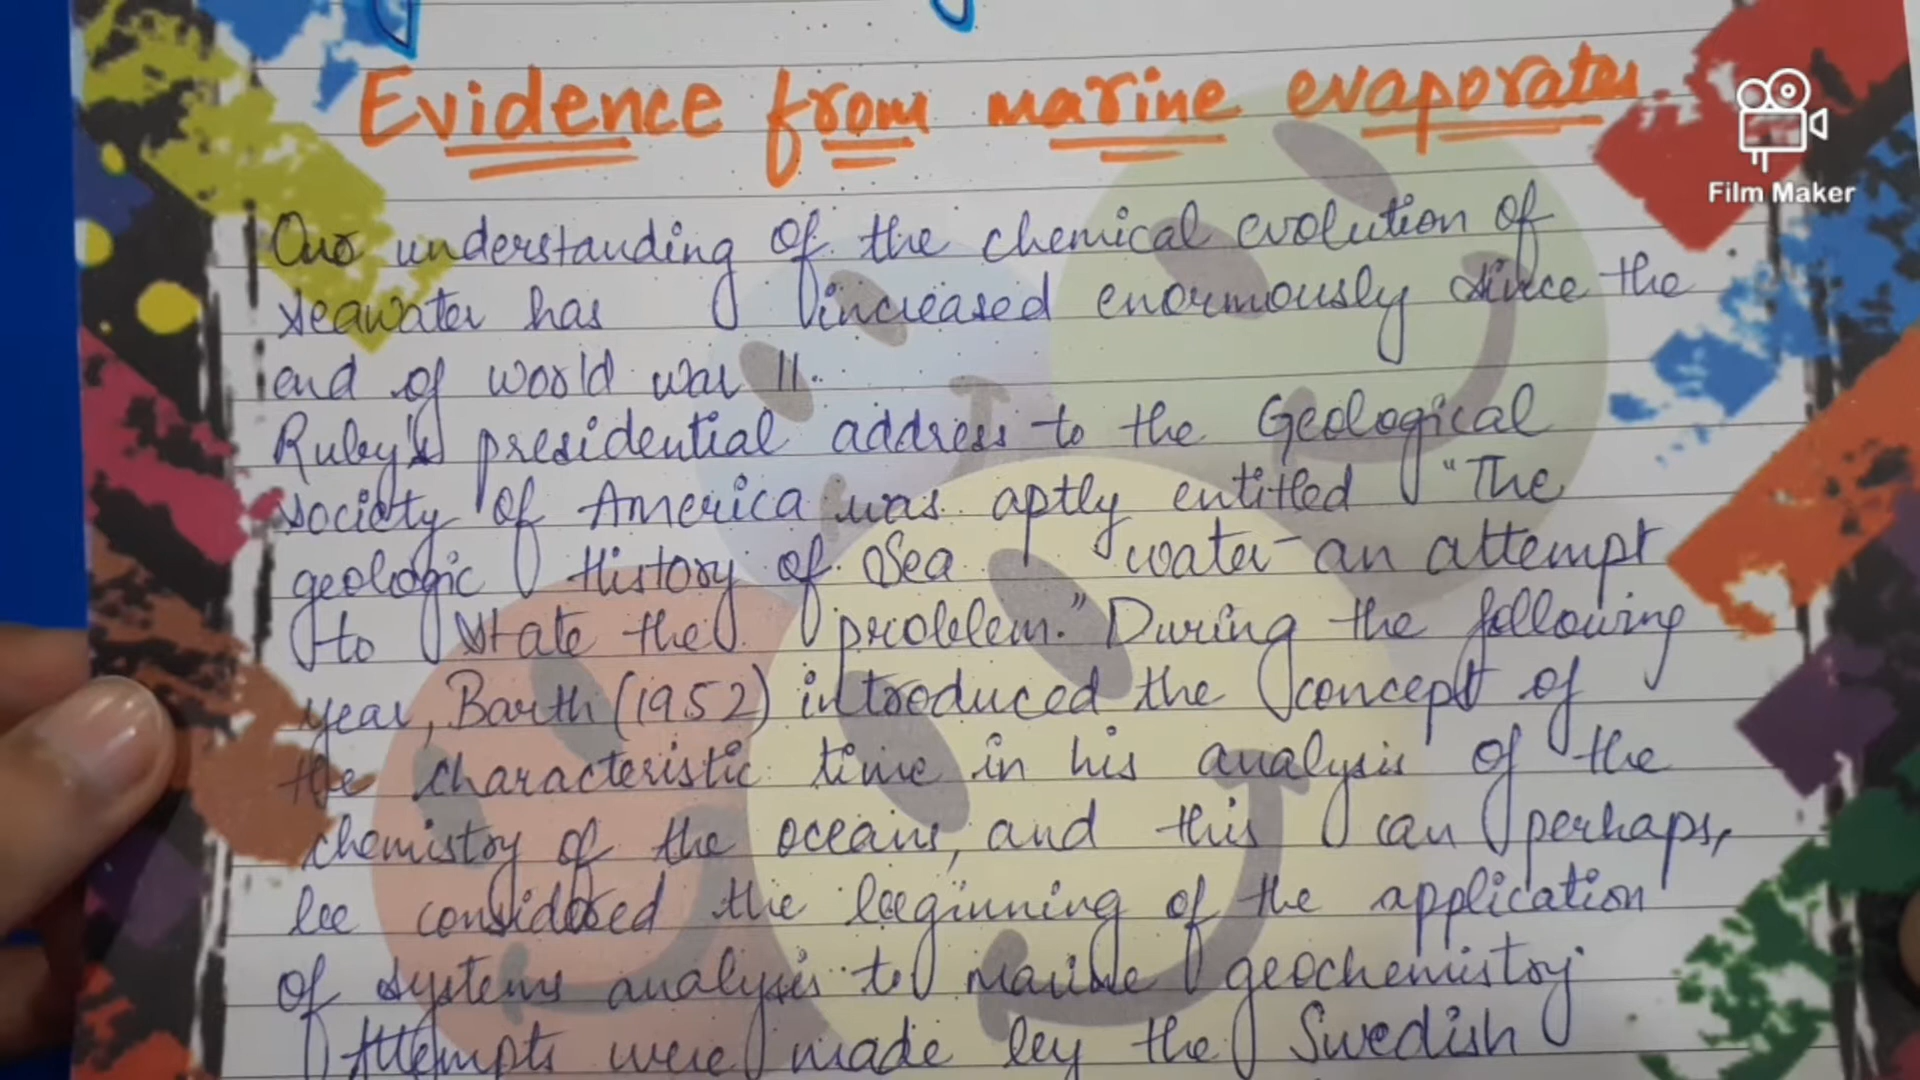 Evidence from marine evaporates
Film Maker
Our understanding of the chemical evolution of
seawater has increased enormously since the
end of world war II.
Ruby's presidential address to the Geological
society of America was aptly entitled "The
geologic History of Sea water - an attempt
to state the problem." During the following
year, Barth (1952) introduced the concept of
the characteristic time in his analysis of the
chemistry of the oceans, and this can perhaps,
be considered the beginning of the application
of systems analysis to marine geochemistry
Attempts were made by the Swedish